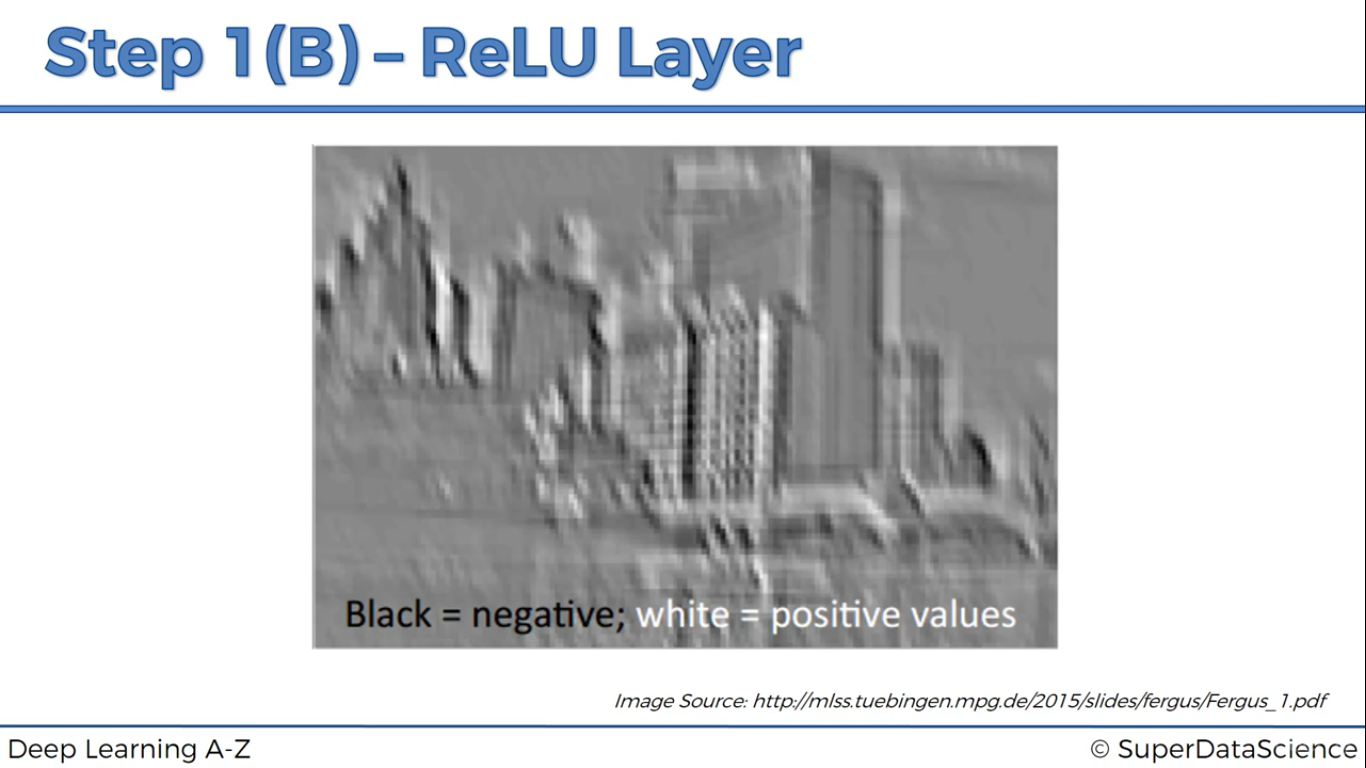 Step 1(B) – ReLU Layer
Black = negative; white = positive values
Image Source: http://mlss.tuebingen.mpg.de/2015/slides/fergus/Fergus_1.pdf
Deep Learning A-Z
© SuperDataScience